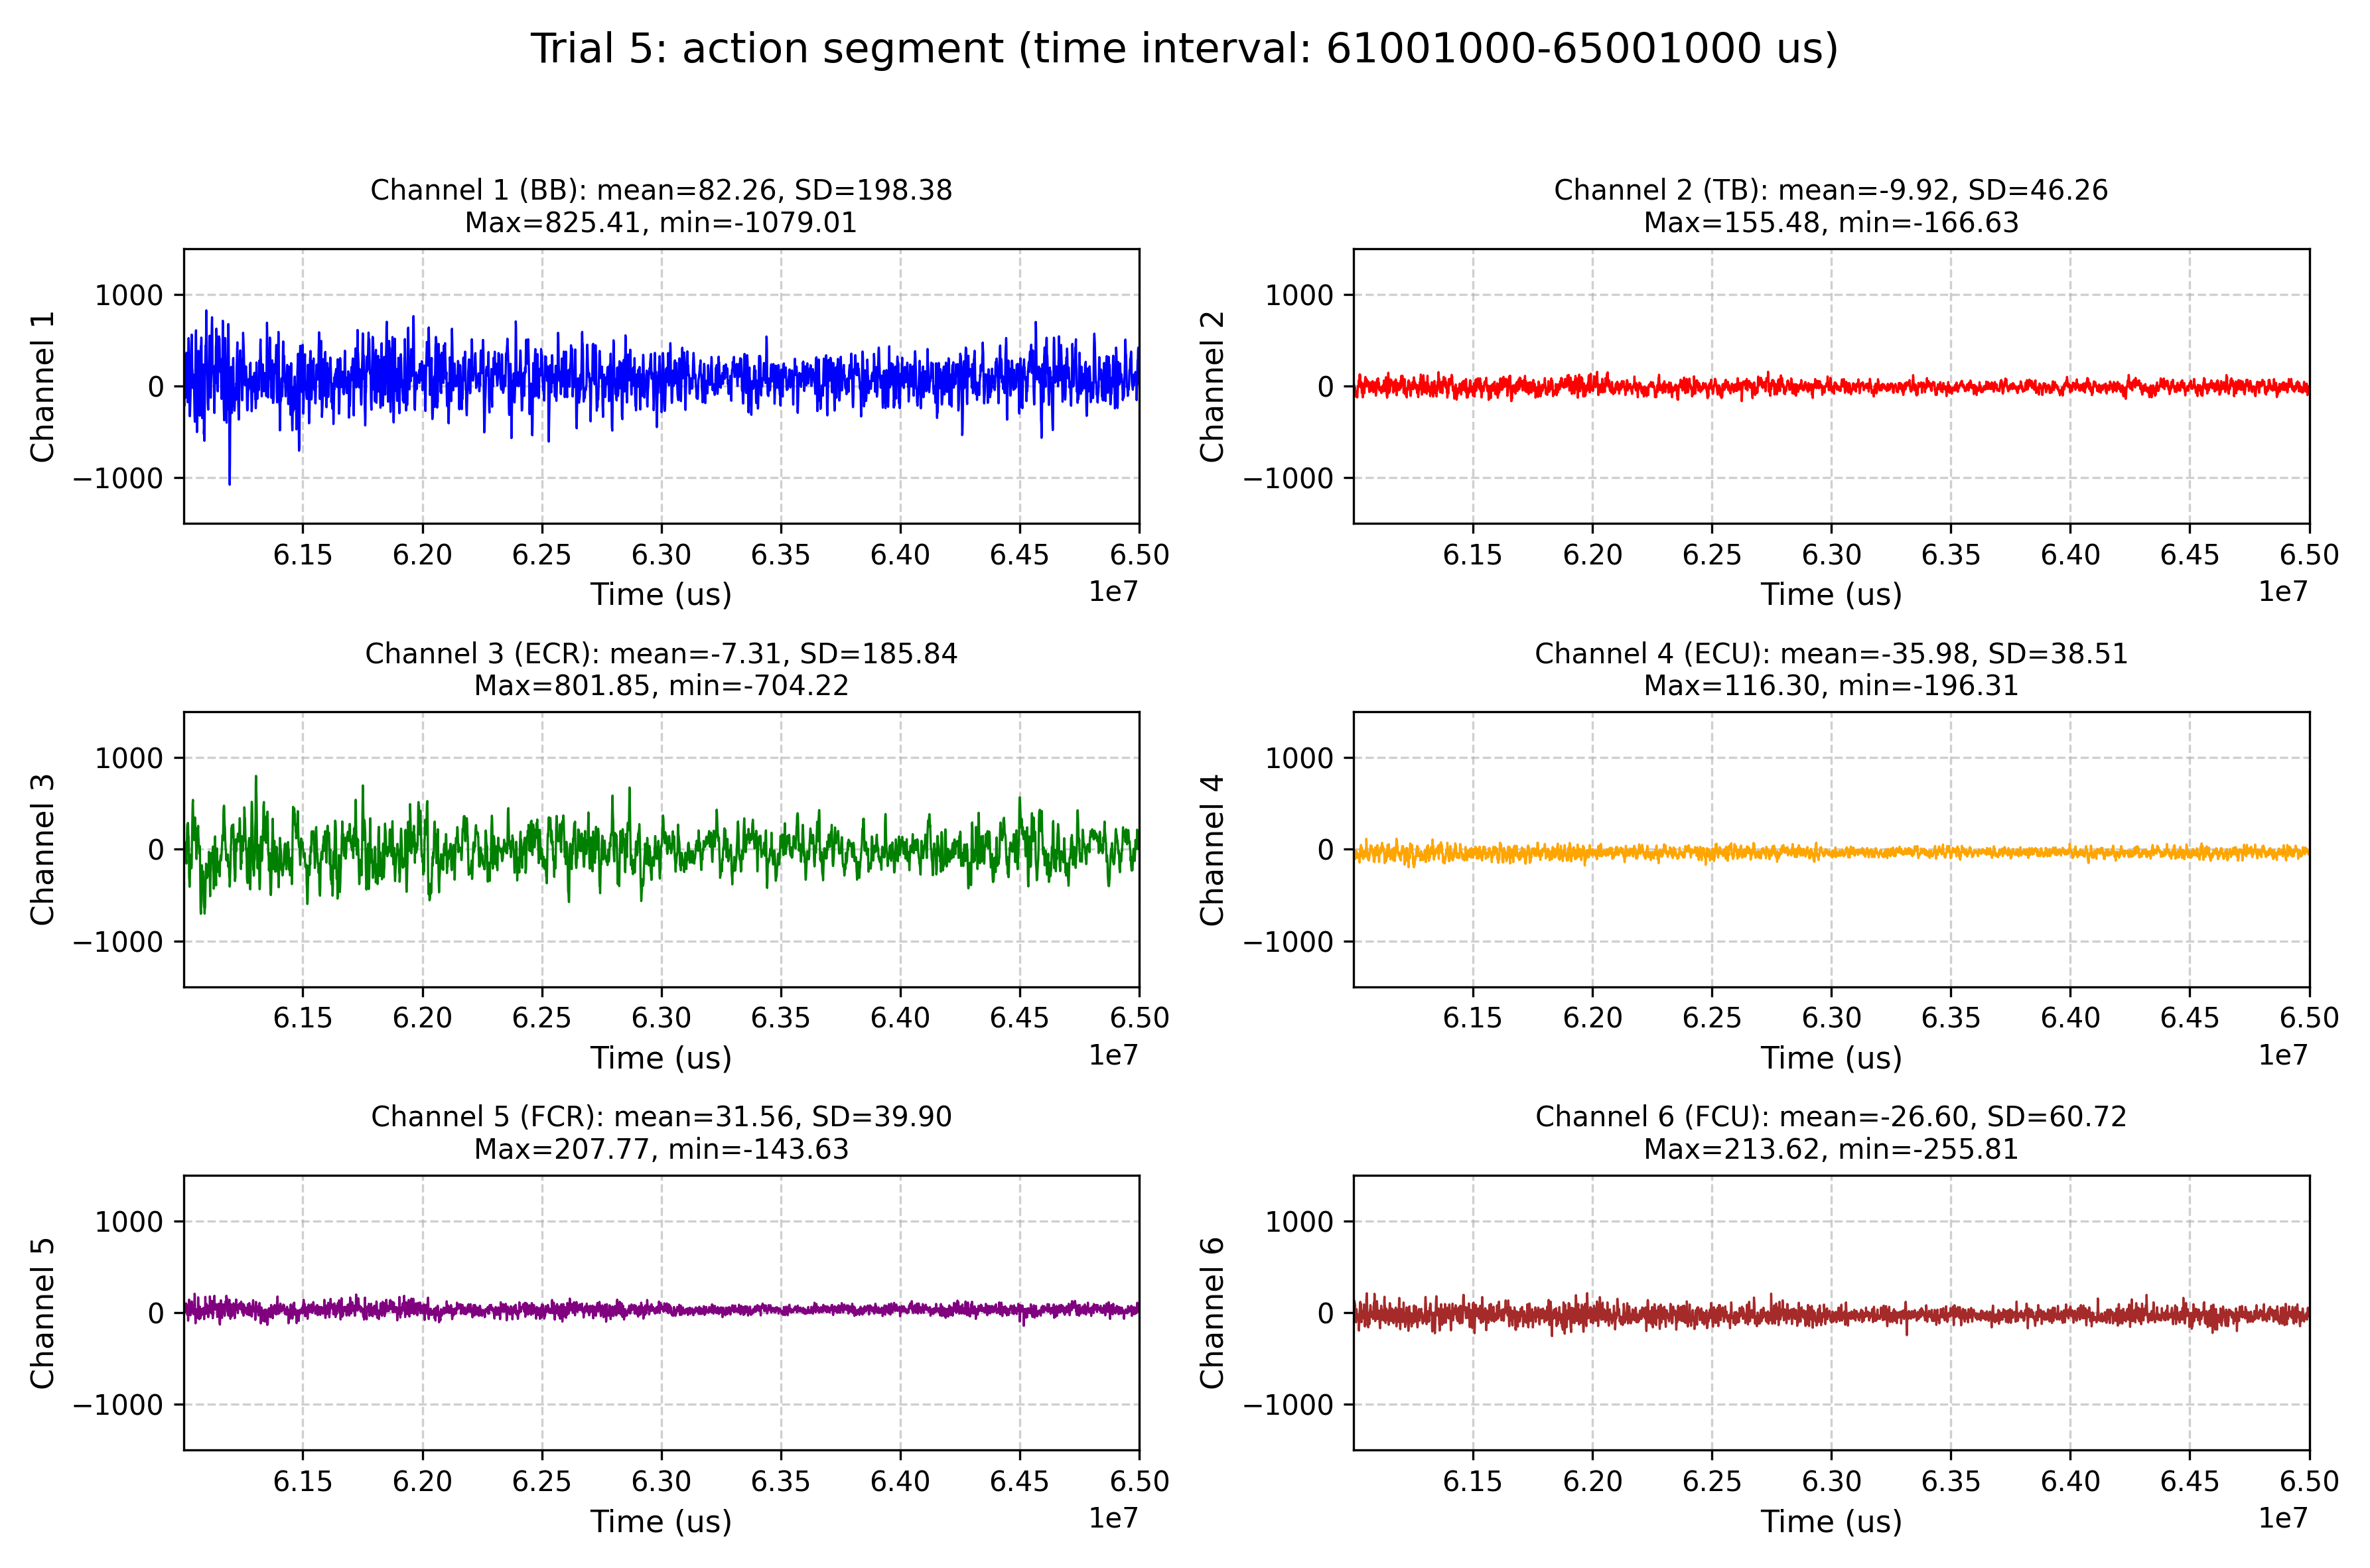 Trial 5: action segment (time interval: 61001000-65001000 us)
Channel 1 (BB): mean=82.26, SD=198.38
Max=825.41, min=-1079.01
Channel 1
1000
0
−1000
6.15 6.20 6.25 6.30 6.35 6.40 6.45 6.50
Time (us)
1e7
Channel 2 (TB): mean=-9.92, SD=46.26
Max=155.48, min=-166.63
Channel 2
1000
0
−1000
6.15 6.20 6.25 6.30 6.35 6.40 6.45 6.50
Time (us)
1e7
Channel 3 (ECR): mean=-7.31, SD=185.84
Max=801.85, min=-704.22
Channel 3
1000
0
−1000
6.15 6.20 6.25 6.30 6.35 6.40 6.45 6.50
Time (us)
1e7
Channel 4 (ECU): mean=-35.98, SD=38.51
Max=116.30, min=-196.31
Channel 4
1000
0
−1000
6.15 6.20 6.25 6.30 6.35 6.40 6.45 6.50
Time (us)
1e7
Channel 5 (FCR): mean=31.56, SD=39.90
Max=207.77, min=-143.63
Channel 5
1000
0
−1000
6.15 6.20 6.25 6.30 6.35 6.40 6.45 6.50
Time (us)
1e7
Channel 6 (FCU): mean=-26.60, SD=60.72
Max=213.62, min=-255.81
Channel 6
1000
0
−1000
6.15 6.20 6.25 6.30 6.35 6.40 6.45 6.50
Time (us)
1e7